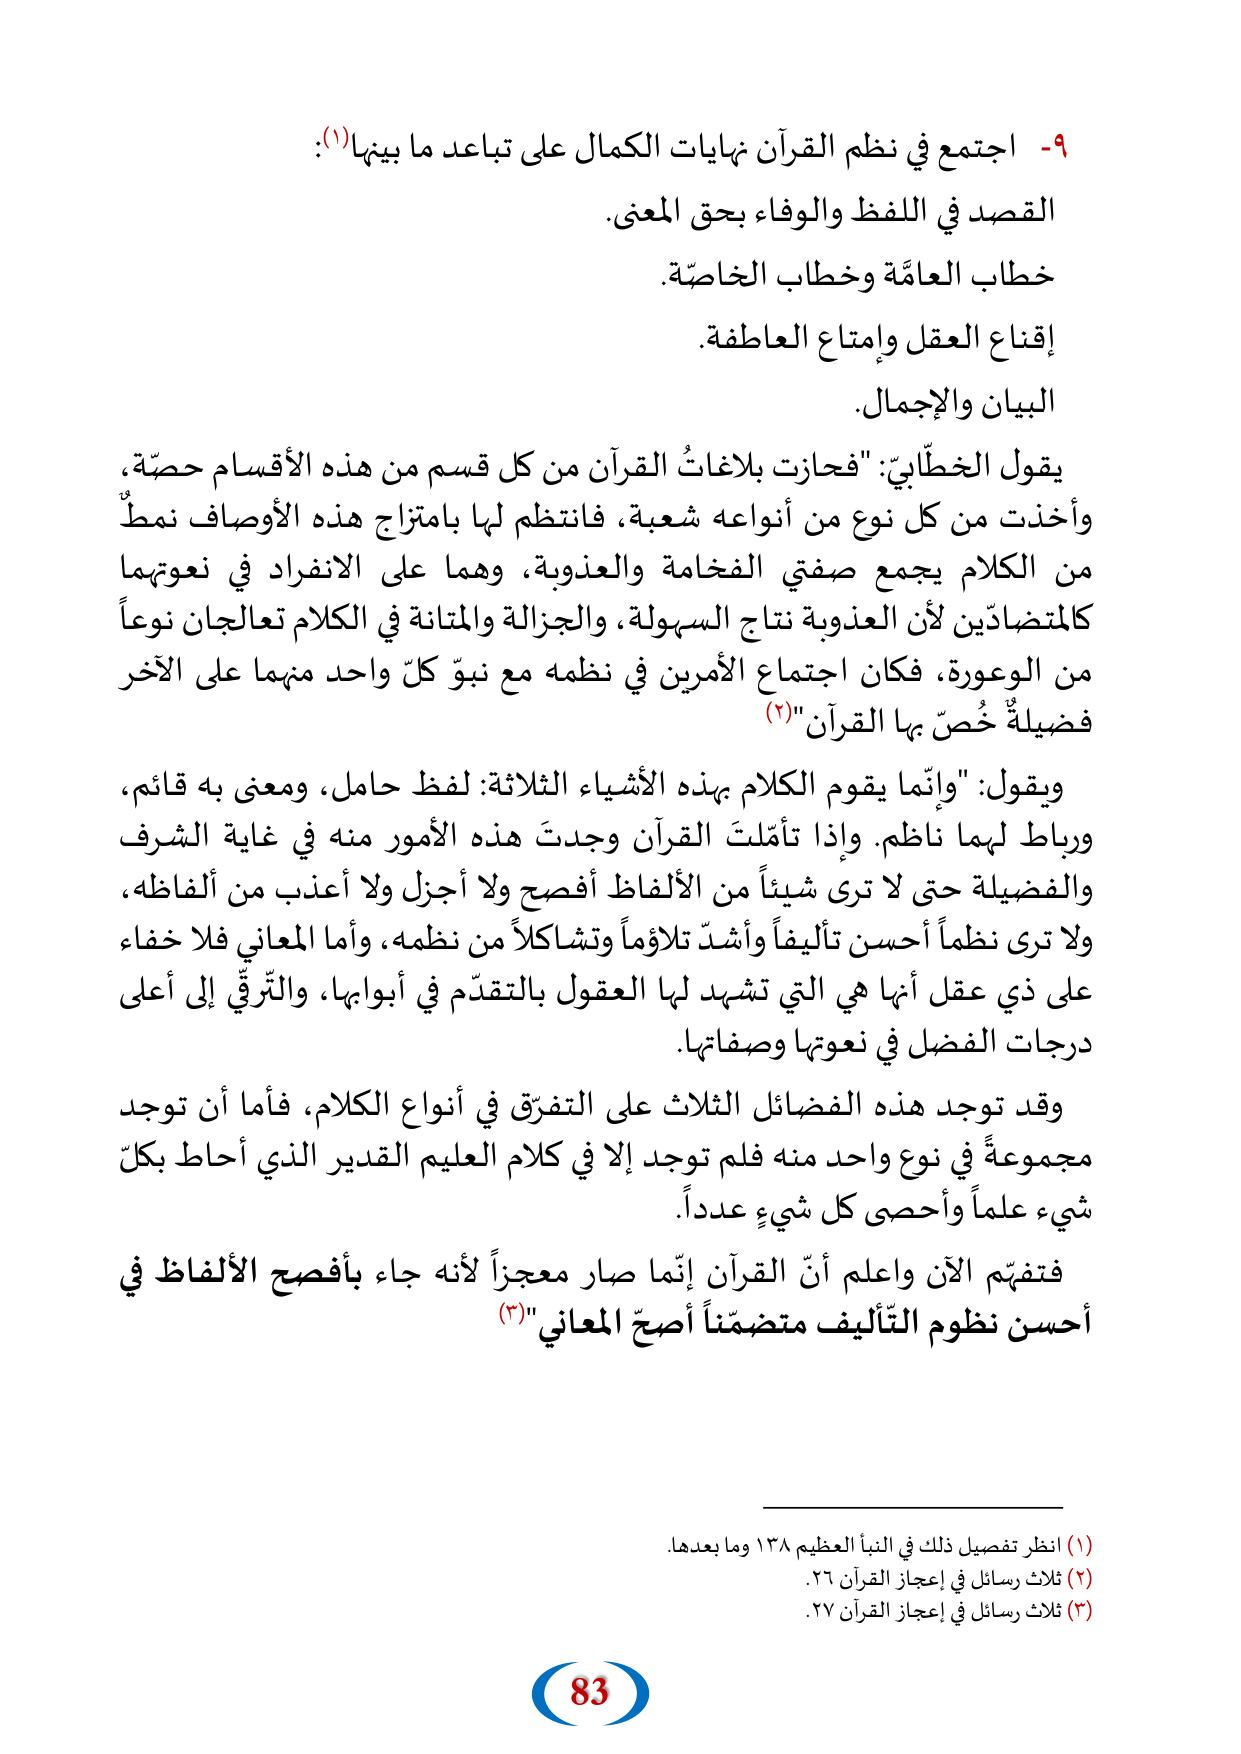 ٩- اجتمع في نظم القرآن نهايات الكمال على تباعد ما بينها(١):
القصد في اللفظ والوفاء بحق المعنى.
خطاب العامَّة وخطاب الخاصّة.
إقناع العقل وإمتاع العاطفة.
البيان والإجمال.
يقول الخطّابيّ: "فحازت بلاغاتُ القرآن من كل قسم من هذه الأقسام حصّة،
وأخذت من كل نوع من أنواعه شعبة، فانتظم لها بامتزاج هذه الأوصاف نمطٌ
من الكلام يجمع صفتي الفخامة والعذوبة، وهما على الانفراد في نعوتهما
كالمتضادّين لأن العذوبة نتاج السهولة، والجزالة والمتانة في الكلام تعالجان نوعاً
من الوعورة، فكان اجتماع الأمرين في نظمه مع نبوّ كلّ واحد منهما على الآخر
فضيلةٌ خُصّ بها القرآن"(٢)
ويقول: "وإنّما يقوم الكلام بهذه الأشياء الثلاثة: لفظ حامل، ومعنى به قائم،
ورباط لهما ناظم. وإذا تأمّلتَ القرآن وجدتَ هذه الأمور منه في غاية الشرف
والفضيلة حتى لا ترى شيئاً من الألفاظ أفصح ولا أجزل ولا أعذب من ألفاظه،
ولا ترى نظماً أحسن تأليفاً وأشدّ تلاؤماً وتشاكلاً من نظمه، وأما المعاني فلا خفاء
على ذي عقل أنها هي التي تشهد لها العقول بالتقدّم في أبوابها، والتّرقّي إلى أعلى
درجات الفضل في نعوتها وصفاتها.
وقد توجد هذه الفضائل الثلاث على التفرّق في أنواع الكلام، فأما أن توجد
مجموعةً في نوع واحد منه فلم توجد إلا في كلام العليم القدير الذي أحاط بكلّ
شيء علماً وأحصى كل شيءٍ عدداً.
فتفهّم الآن واعلم أنّ القرآن إنّما صار معجزاً لأنه جاء بأفصح الألفاظ في
أحسن نظوم التّأليف متضمّناً أصحّ المعاني"(٣)
(١) انظر تفصيل ذلك في النبأ العظيم ١٣٨ وما بعدها.
(٢) ثلاث رسائل في إعجاز القرآن ٢٦.
(٣) ثلاث رسائل في إعجاز القرآن ٢٧.
83